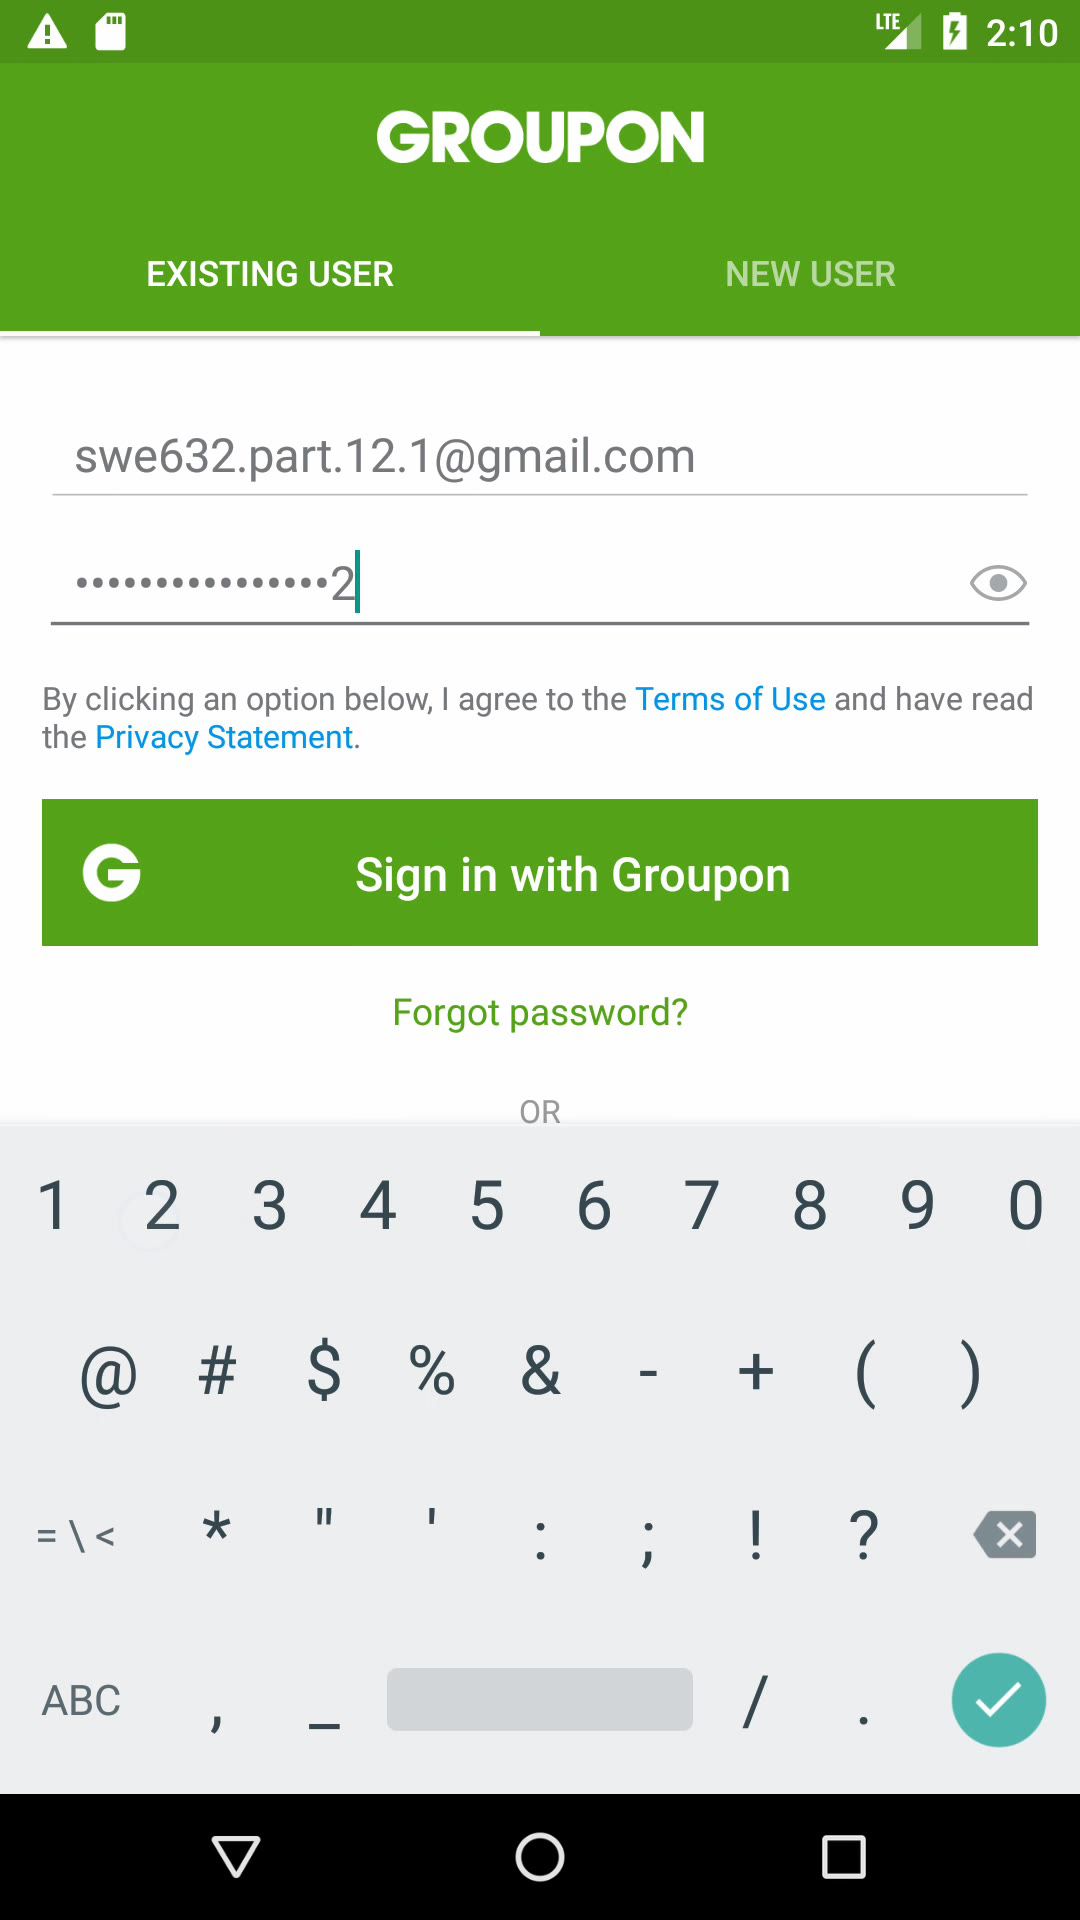 LTE 2:10
GROUPON
EXISTING USER NEW USER
swe632.part.12.1@gmail.com
••••••••••••••••2
By clicking an option below, I agree to the Terms of Use and have read
the Privacy Statement.
G Sign in with Groupon
Forgot password?
OR
1 2 3 4 5 6 7 8 9 0
@ # $ % & - + ( )
= \ < * " ' : ; ! ?
ABC , _ / .